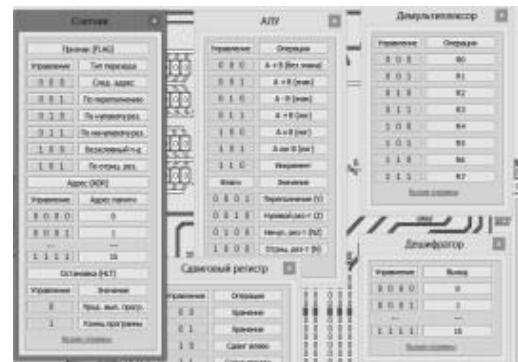 Счетчик
Признак [FLAG]
Управление Тип перехода
0 0 0 След. адрес
0 0 1 По переполнению
0 1 0 По нулевому рез.
0 1 1 По ненулевому рез.
1 0 0 Безусловный
1 0 1 По отриц. рез.
Адрес [ADR]
Управление Адрес памяти
0 0 0 0 0
0 0 0 1 1
...
1 1 1 1 15
Остановка [HLT]
Управление Значение
0 Прод. вып. прогр.
1 Конец программы
АЛУ
Управление Операция
0 0 0 A + B (без знака)
0 0 1 A + B (знак)
0 1 0 A - B (знак)
0 1 1
1 0 0
1 0 1
1 1 0 Инкремент
Флаги Значение
0 0 0 1 Переполнение (V)
0 0 1 0 Нулевой рез-т (Z)
0 1 0 0 Ненул. рез-т (NZ)
1 0 0 0 Отриц. рез-т (N)
Демультиплексор
Управление Операция
0 0 0 R0
0 0 1 R1
0 1 0 R2
0 1 1 R3
1 0 0 R4
1 0 1 R5
1 1 0 R6
1 1 1 R7
Сдвиговый регистр
Управление Операция
0 0 Хранение
0 1 Хранение
1 0 Сдвиг влево
Дешифратор
Управление Выход
0 0 0 0 0
0 0 0 1 1
...
1 1 1 1 15